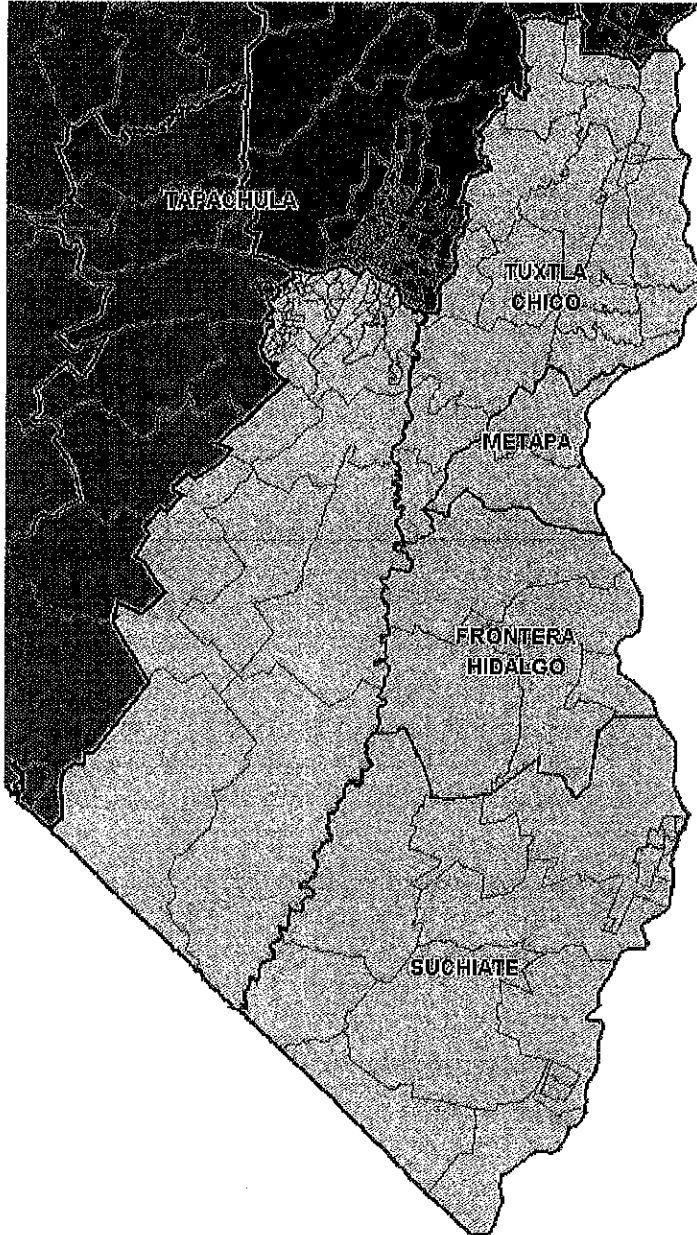 TAPACHULA
TUXTLA
CHICO
METAPA
FRONTERA
HIDALGO
SUCHIATE